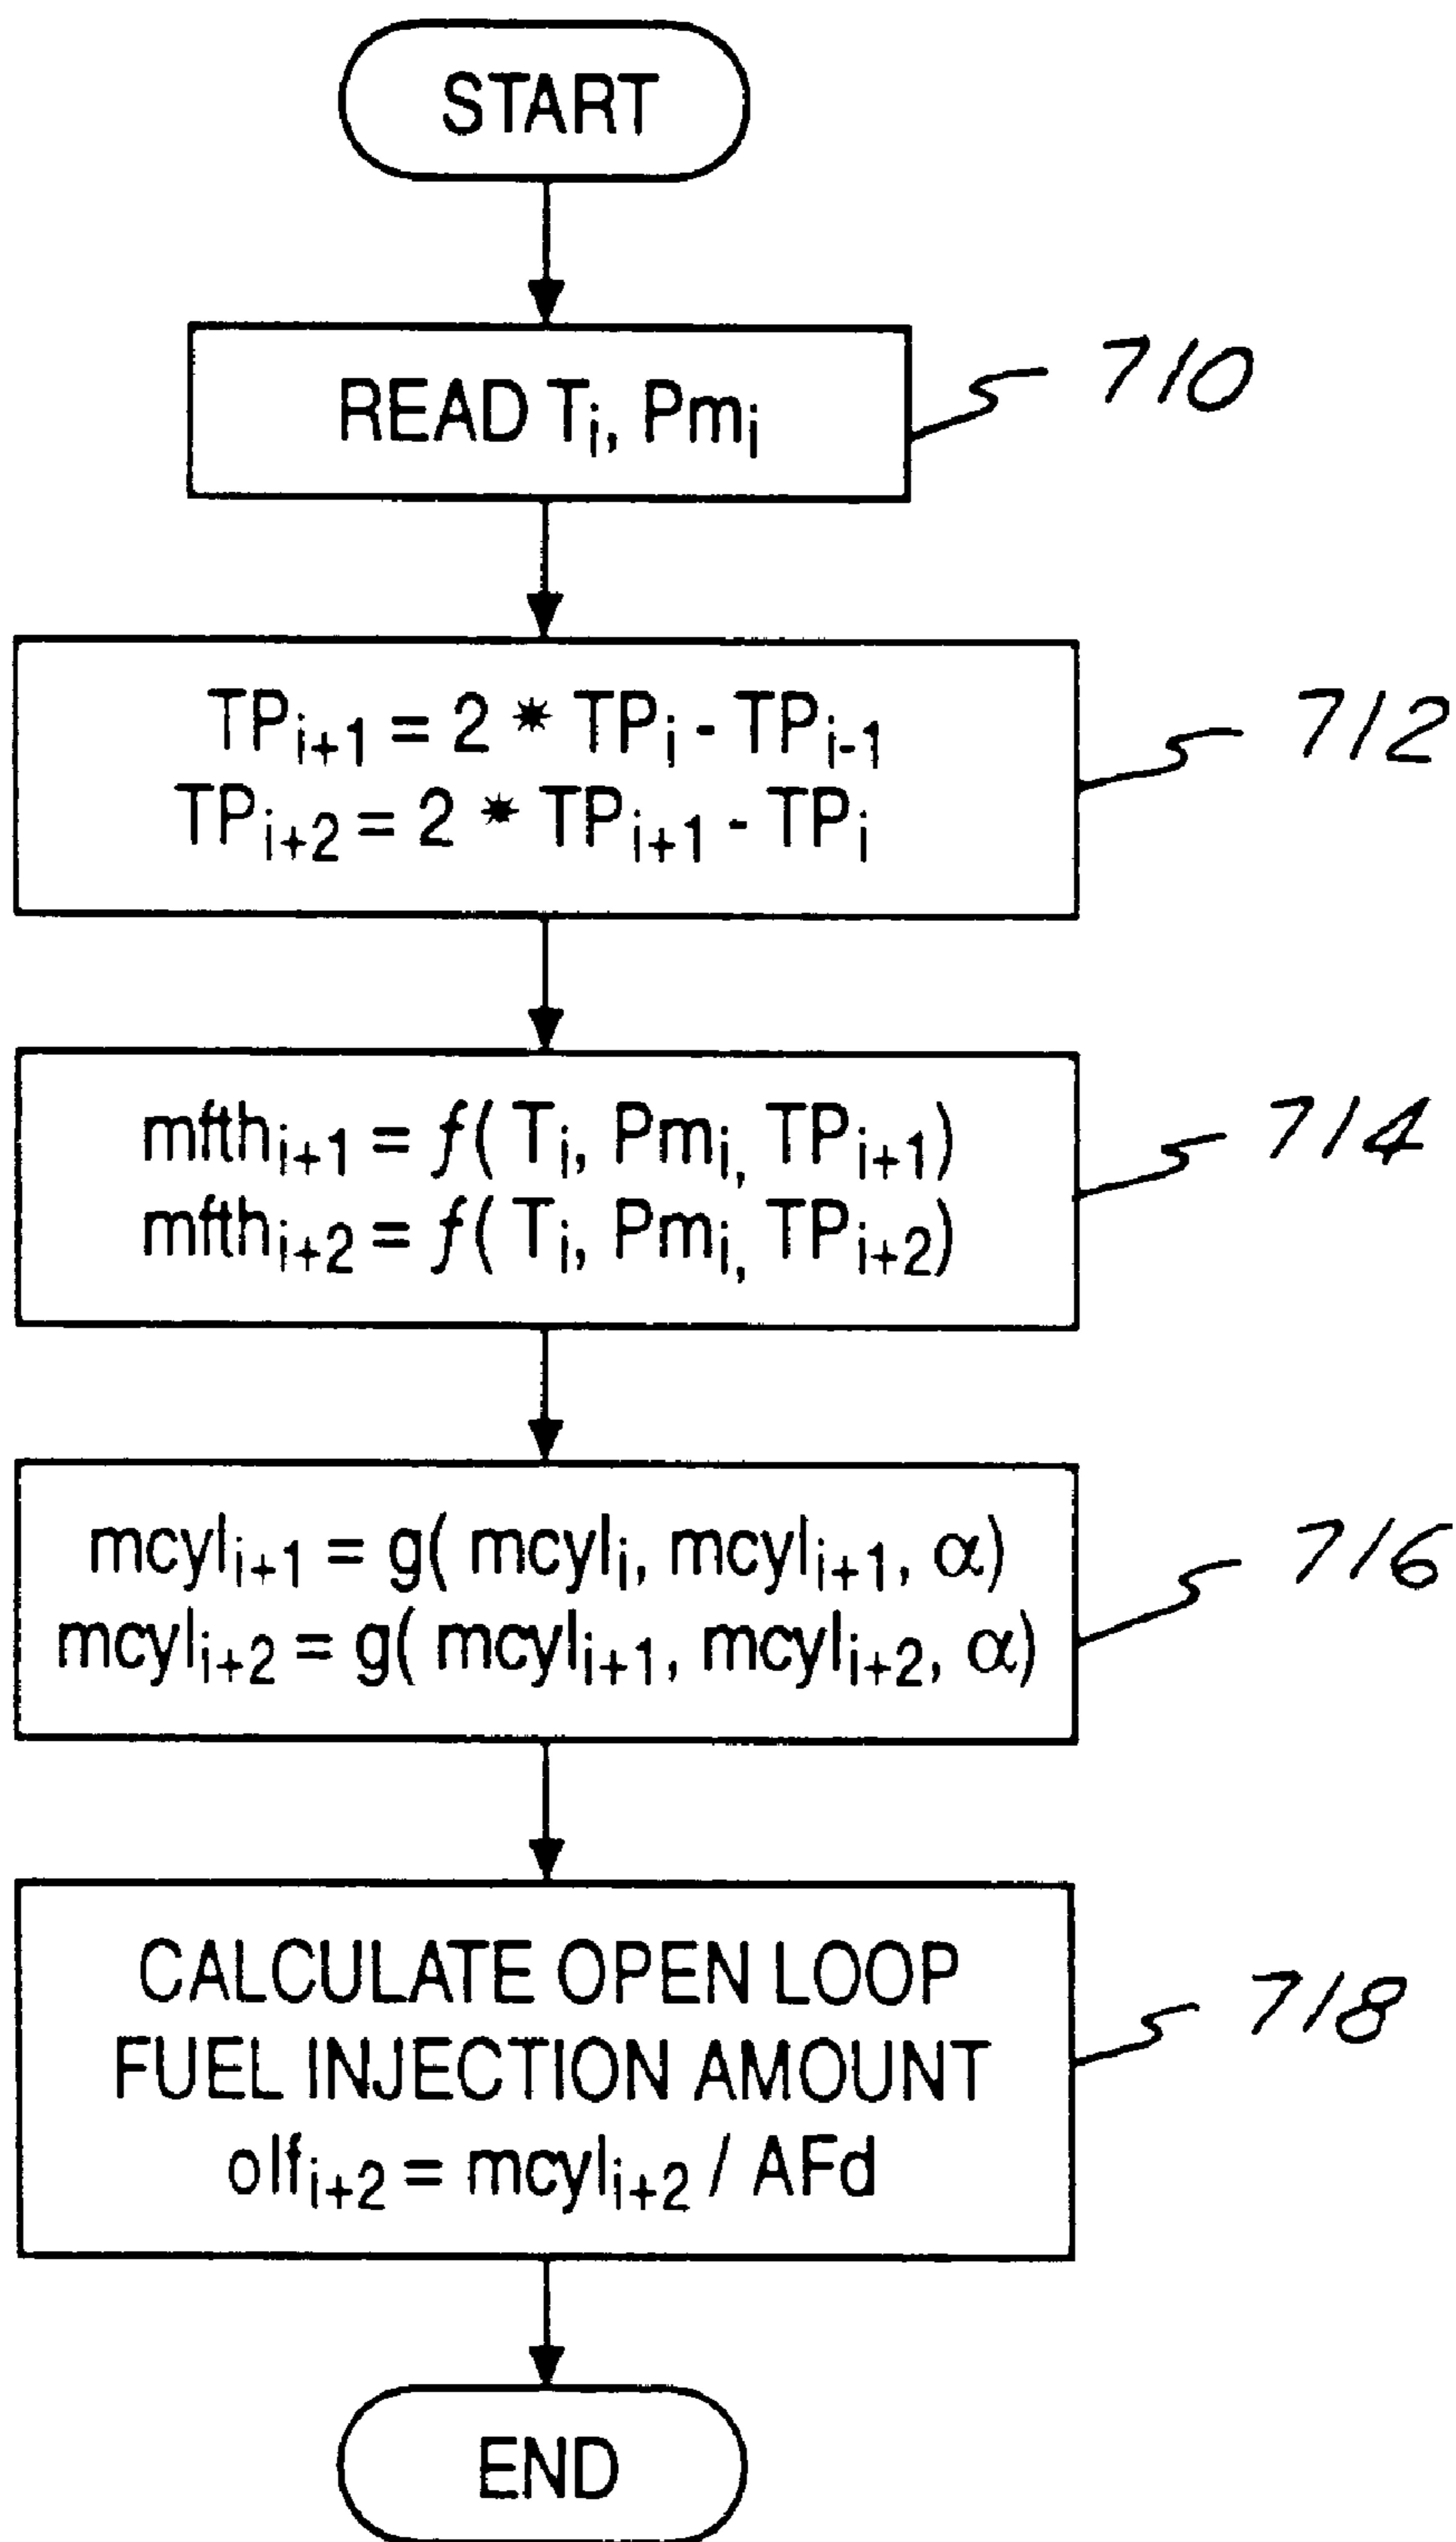 START
READ Tᵢ, Pmᵢ
710
TPᵢ₊₁ = 2 * TPᵢ - TPᵢ₋₁
TPᵢ₊₂ = 2 * TPᵢ₊₁ - TPᵢ
712
mfthᵢ₊₁ = f( Tᵢ, Pmᵢ, TPᵢ₊₁)
mfthᵢ₊₂ = f( Tᵢ, Pmᵢ, TPᵢ₊₂)
714
mcylᵢ₊₁ = g( mcylᵢ, mcylᵢ₊₁, α)
mcylᵢ₊₂ = g( mcylᵢ₊₁, mcylᵢ₊₂, α)
716
CALCULATE OPEN LOOP
FUEL INJECTION AMOUNT
olfᵢ₊₂ = mcylᵢ₊₂ / AFd
718
END